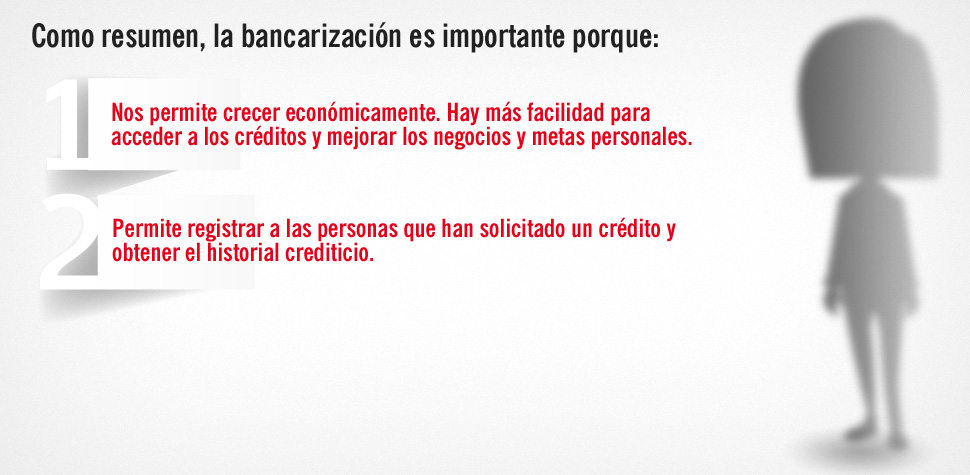 Como resumen, la bancarización es importante porque:
1
Nos permite crecer económicamente. Hay más facilidad para
acceder a los créditos y mejorar los negocios y metas personales.
2
Permite registrar a las personas que han solicitado un crédito y
obtener el historial crediticio.